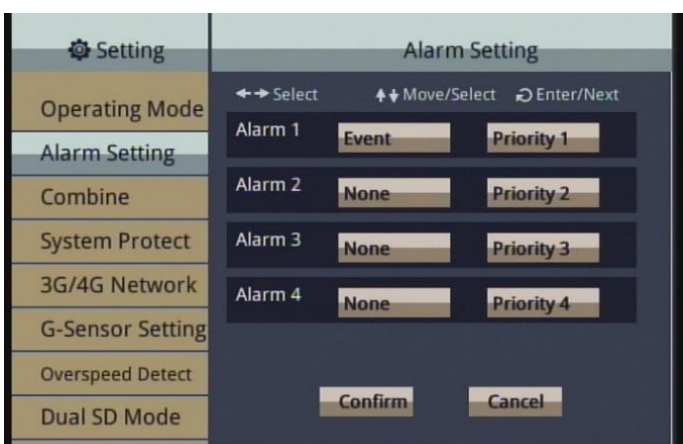 Setting
Alarm Setting
Select Move/Select Enter/Next
Operating Mode
Alarm Setting
Combine
System Protect
3G/4G Network
G-Sensor Setting
Overspeed Detect
Dual SD Mode
Alarm 1 Event Priority 1
Alarm 2 None Priority 2
Alarm 3 None Priority 3
Alarm 4 None Priority 4
Confirm Cancel